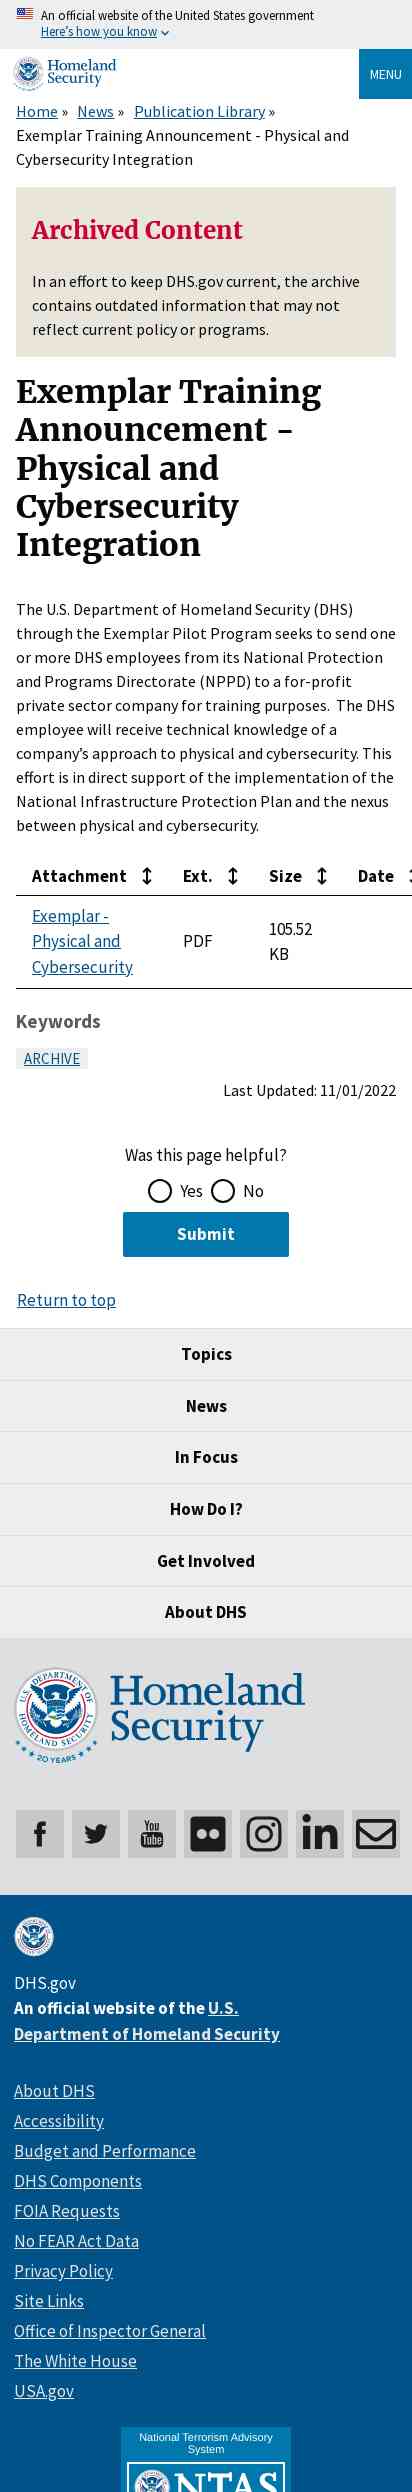 An official website of the United States government
Here's how you know
Homeland
Security
MENU
Home » News » Publication Library »
Exemplar Training Announcement - Physical and
Cybersecurity Integration
Archived Content
In an effort to keep DHS.gov current, the archive
contains outdated information that may not
reflect current policy or programs.
Exemplar Training
Announcement -
Physical and
Cybersecurity
Integration
The U.S. Department of Homeland Security (DHS)
through the Exemplar Pilot Program seeks to send one
or more DHS employees from its National Protection
and Programs Directorate (NPPD) to a for-profit
private sector company for training purposes.  The DHS
employee will receive technical knowledge of a
company’s approach to physical and cybersecurity. This
effort is in direct support of the implementation of the
National Infrastructure Protection Plan and the nexus
between physical and cybersecurity.
Attachment Ext. Size Date
Exemplar -
Physical and
Cybersecurity
PDF
105.52
KB
Keywords
ARCHIVE
Last Updated: 11/01/2022
Was this page helpful?
Yes No
Submit
Return to top
Topics
News
In Focus
How Do I?
Get Involved
About DHS
U.S. DEPARTMENT OF HOMELAND SECURITY
20 YEARS
Homeland
Security
You
Tube
in
DHS.gov
An official website of the U.S.
Department of Homeland Security
About DHS
Accessibility
Budget and Performance
DHS Components
FOIA Requests
No FEAR Act Data
Privacy Policy
Site Links
Office of Inspector General
The White House
USA.gov
National Terrorism Advisory
System
NTAS